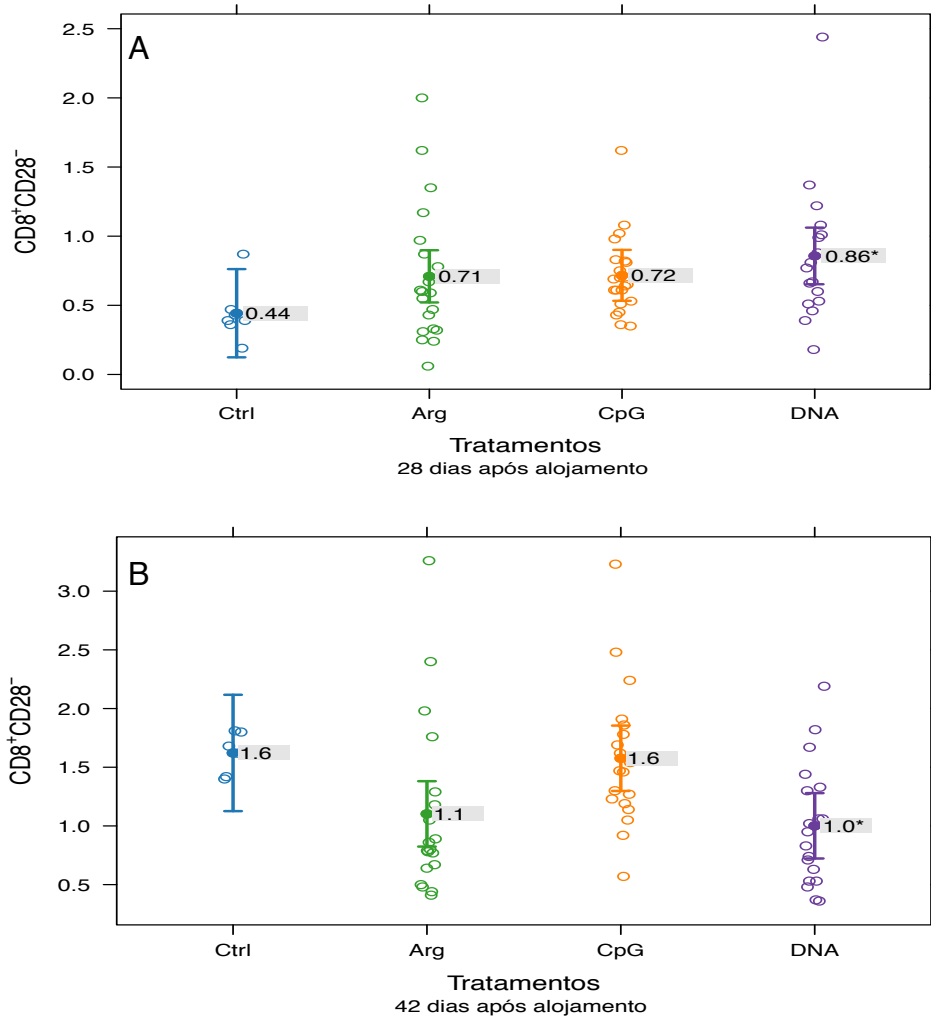 A
2.5
2.0
1.5
1.0
0.5
0.0
CD8⁺CD28⁻
0.44
0.71
0.72
0.86*
Ctrl
Arg
CpG
DNA
Tratamentos
28 dias após alojamento
B
3.0
2.5
2.0
1.5
1.0
0.5
CD8⁺CD28⁻
1.6
1.1
1.6
1.0*
Ctrl
Arg
CpG
DNA
Tratamentos
42 dias após alojamento